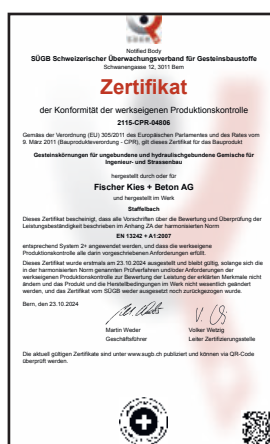 SÜGB
Notified Body
SÜGB Schweizerischer Überwachungsverband für Gesteinsbaustoffe
Schwanengasse 12, 3011 Bern
Zertifikat
der Konformität der werkseigenen Produktionskontrolle
2115-CPR-04806
Gemäss der Verordnung (EU) 305/2011 des Europäischen Parlamentes und des Rates vom
9. März 2011 (Bauprodukteverordnung - CPR), gilt dieses Zertifikat für das Bauprodukt
Gesteinskörnungen für ungebundene und hydraulischgebundene Gemische für
Ingenieur- und Strassenbau
hergestellt durch oder für
Fischer Kies + Beton AG
und hergestellt im Werk
Staffelbach
Dieses Zertifikat bescheinigt, dass alle Vorschriften über die Bewertung und Überprüfung der
Leistungsbeständigkeit beschrieben im Anhang ZA der harmonisierten Norm
EN 13242 + A1:2007
entsprechend System 2+ angewendet werden, und dass die werkseigene
Produktionskontrolle alle darin vorgeschriebenen Anforderungen erfüllt.
Dieses Zertifikat wurde erstmals am 23.10.2024 ausgestellt und bleibt gültig, solange sich die
in der harmonisierten Norm genannten Prüfverfahren und/oder Anforderungen der
werkseigenen Produktionskontrolle zur Bewertung der Leistung der erklärten Merkmale nicht
ändern und das Produkt und die Herstellbedingungen im Werk nicht wesentlich geändert
werden, und das Zertifikat vom SÜGB weder ausgesetzt noch zurückgezogen wurde.
Bern, den 23.10.2024
Martin Weder
Volker Wetzig
Geschäftsführer
Leiter Zertifizierungsstelle
Die aktuell gültigen Zertifikate sind unter www.sugb.ch publiziert und können via QR-Code
überprüft werden.